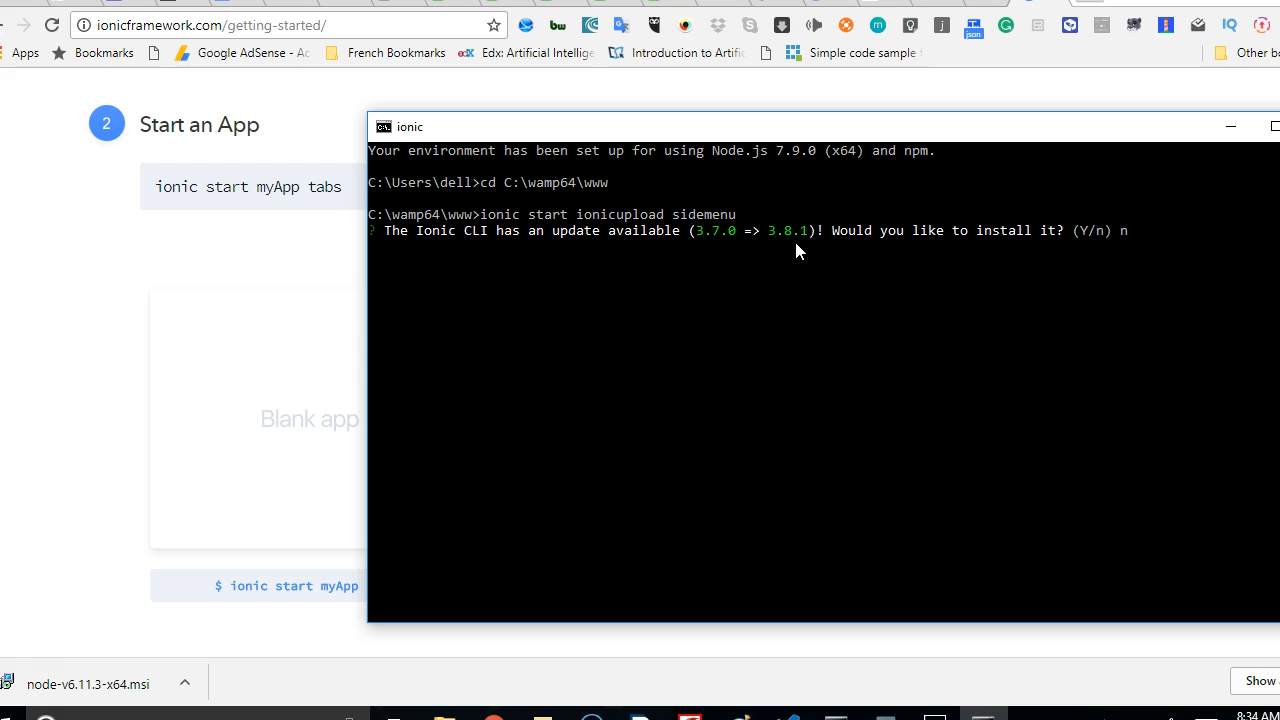 ionicframework.com/getting-started/
Apps
Bookmarks
Google AdSense - Ac
French Bookmarks
Edx: Artificial Intellige
Introduction to Artific
Simple code sample
Other b
2
Start an App
ionic start myApp tabs
Blank app
$ ionic start myApp
ionic
Your environment has been set up for using Node.js 7.9.0 (x64) and npm.
C:\Users\dell>cd C:\wamp64\www
C:\wamp64\www>ionic start ionicupload sidemenu
? The Ionic CLI has an update available (3.7.0 => 3.8.1)! Would you like to install it? (Y/n) n
node-v6.11.3-x64.msi
Show
8:34 AM